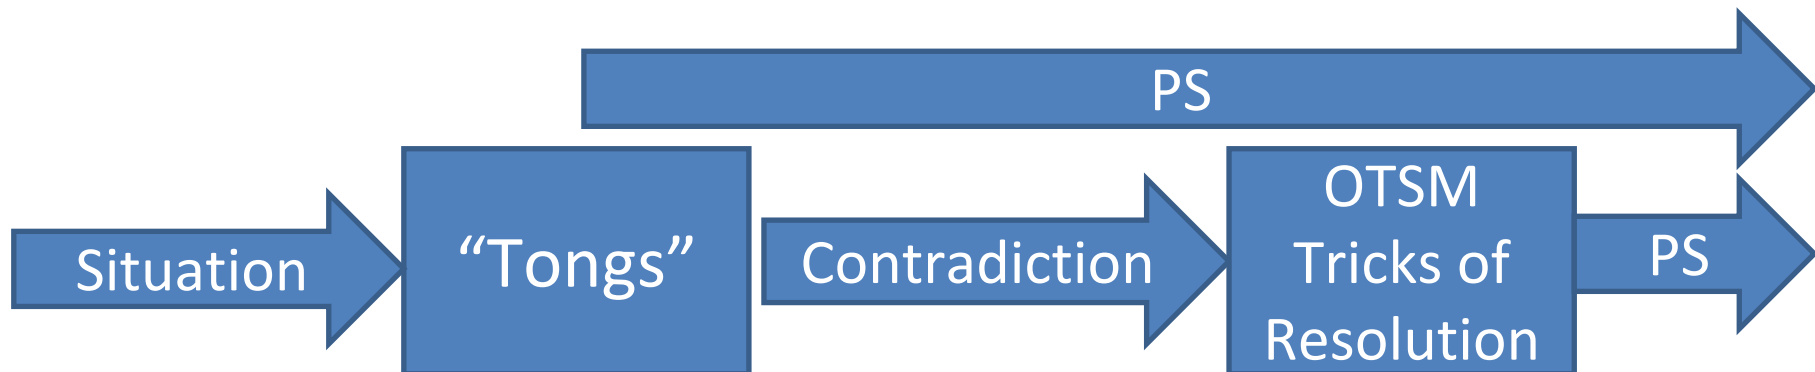 PS
Situation
“Tongs”
Contradiction
OTSM
Tricks of
Resolution
PS